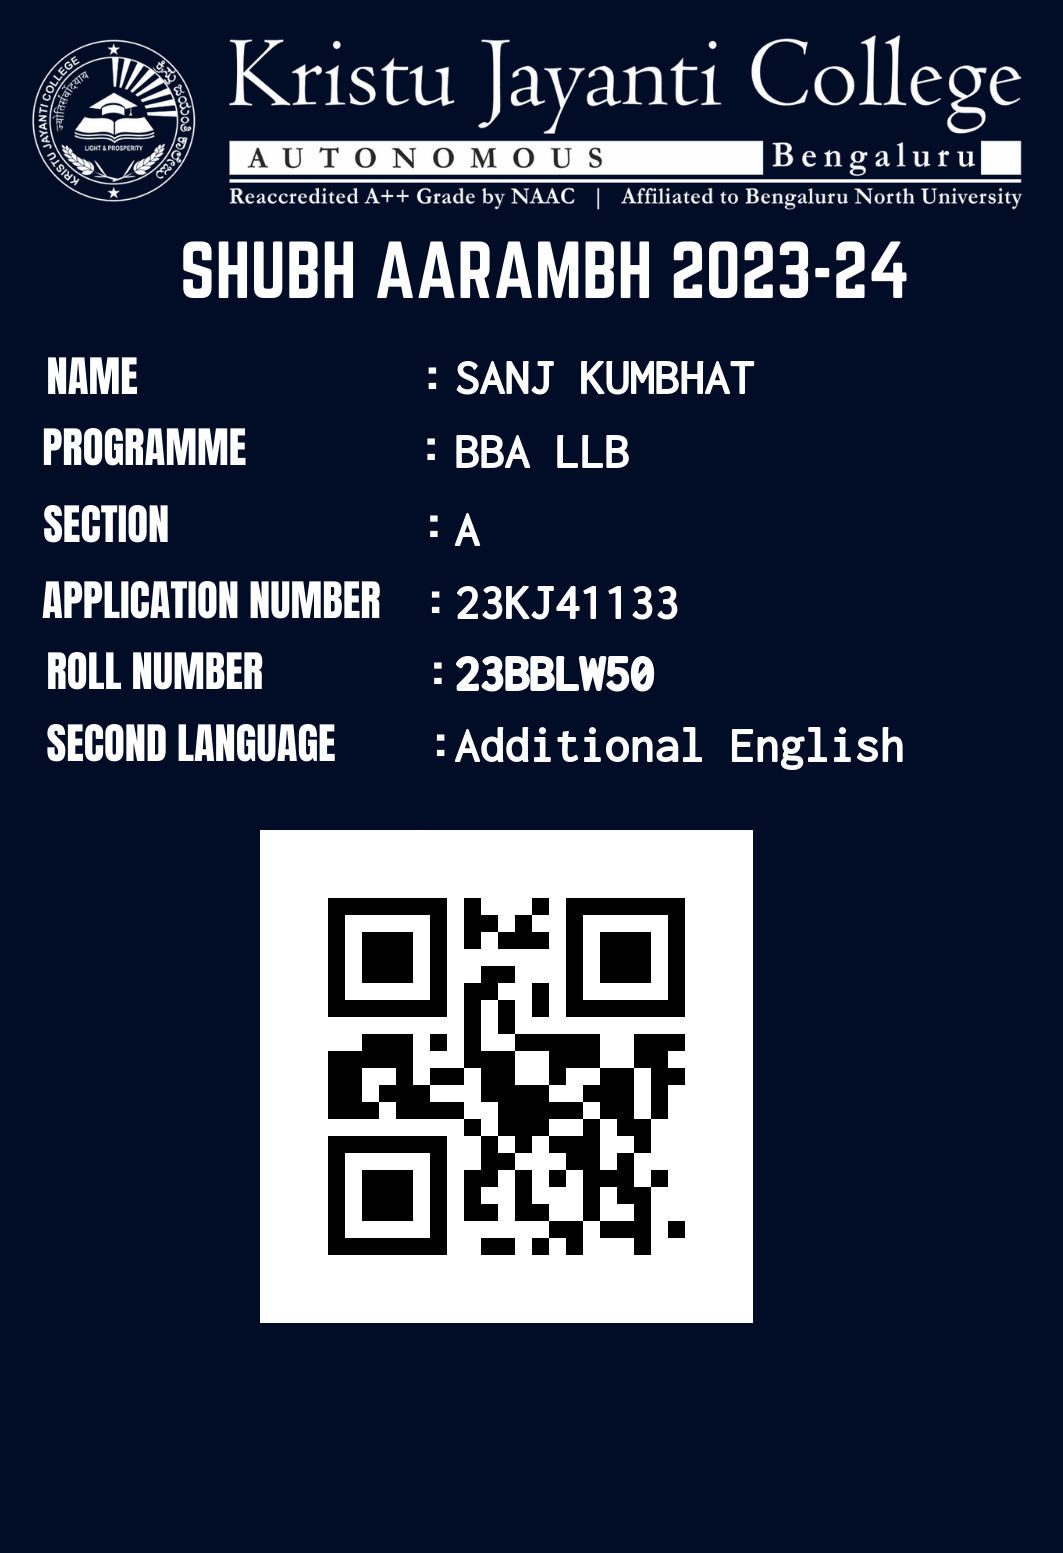 KRISTU JAYANTI COLLEGE
ಕ್ರಿಸ್ತು ಜಯಂತಿ ಕಾಲೇಜು
LIGHT & PROSPERITY
Kristu Jayanti College
AUTONOMOUS Bengaluru
Reaccredited A++ Grade by NAAC | Affiliated to Bengaluru North University
SHUBH AARAMBH 2023-24
NAME : SANJ KUMBHAT
PROGRAMME : BBA LLB
SECTION : A
APPLICATION NUMBER : 23KJ41133
ROLL NUMBER : 23BBLW50
SECOND LANGUAGE : Additional English